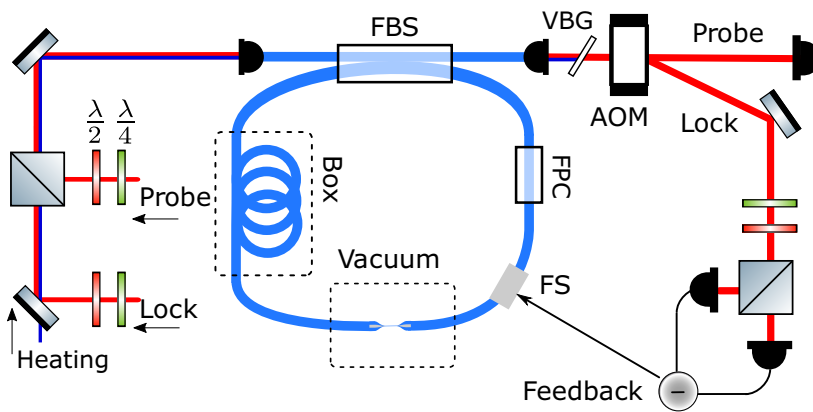 FBS
VBG
Probe
AOM
Lock
λ/2
λ/4
Box
FPC
Probe
Vacuum
FS
Lock
Heating
Feedback
−